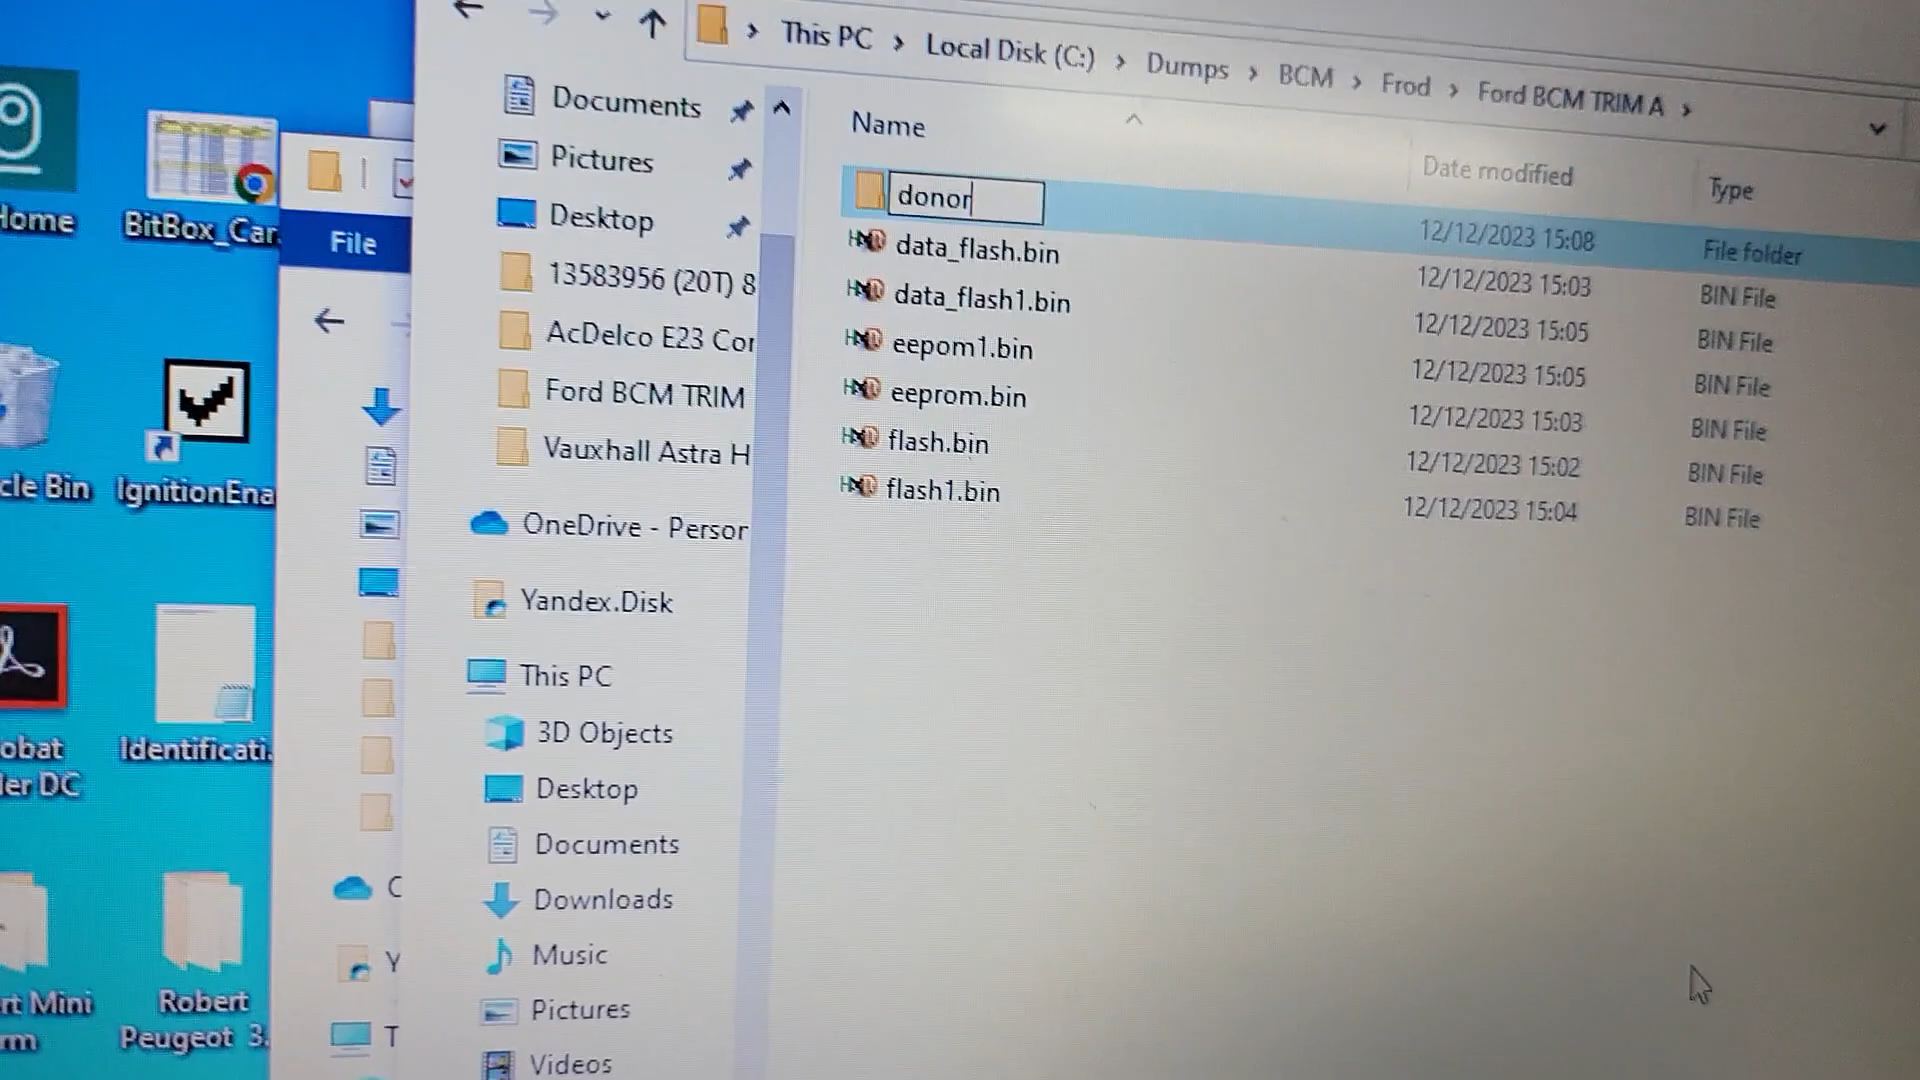 This PC > Local Disk (C:) > Dumps > BCM > Frod > Ford BCM TRIM A >
Name
Date modified
Type
donor
12/12/2023 15:08
File folder
data_flash.bin
12/12/2023 15:03
BIN File
data_flash1.bin
12/12/2023 15:05
BIN File
eepom1.bin
12/12/2023 15:05
BIN File
eeprom.bin
12/12/2023 15:03
BIN File
flash.bin
12/12/2023 15:02
BIN File
flash1.bin
12/12/2023 15:04
BIN File
Documents
Pictures
Desktop
13583956 (20T) 8
AcDelco E23 Cor
Ford BCM TRIM
Vauxhall Astra H
OneDrive - Person
Yandex.Disk
This PC
3D Objects
Desktop
Documents
Downloads
Music
Pictures
Videos
File
C
Y
T
Home
BitBox_Car
cle Bin
IgnitionEna
obat
ler DC
Identificati.
rt Mini
rm
Robert
Peugeot 3.